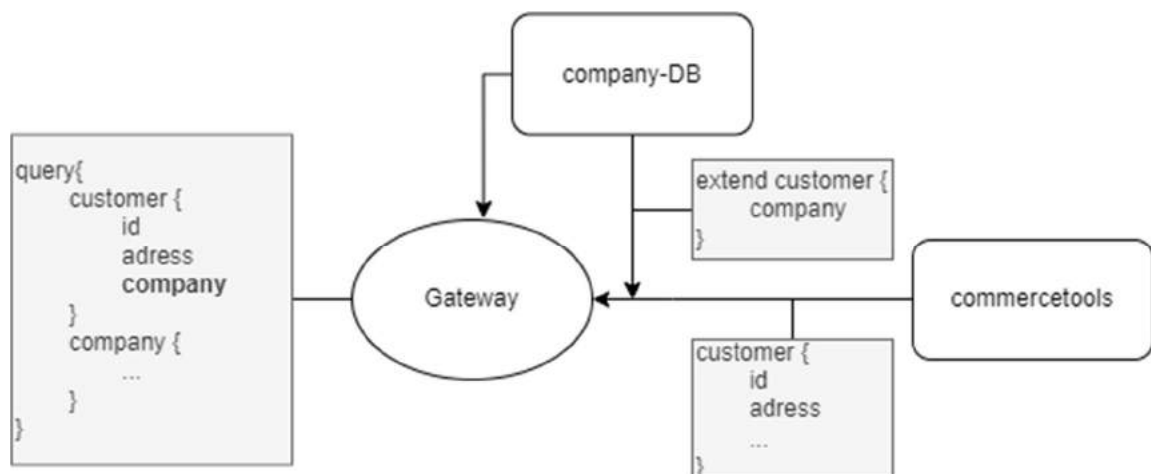 company-DB
query{
customer {
id
adress
company
}
company {
...
}
}
extend customer {
company
}
Gateway
commercetools
customer {
id
adress
...
}